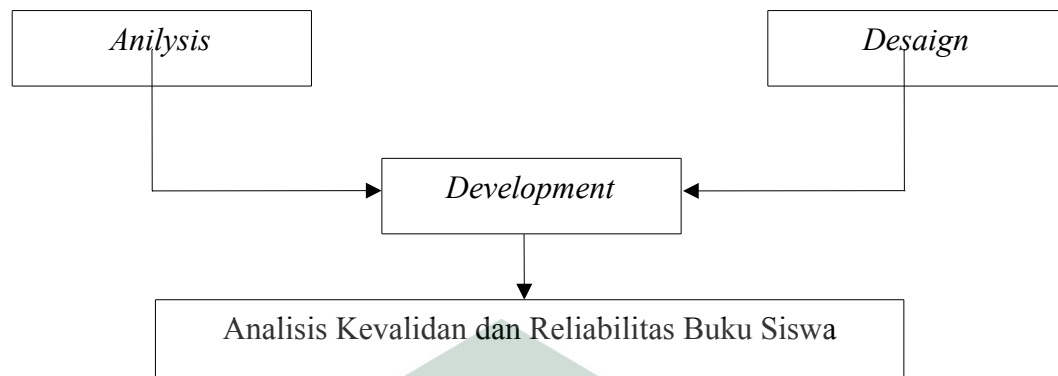 Anilysis
Desaign
Development
Analisis Kevalidan dan Reliabilitas Buku Siswa